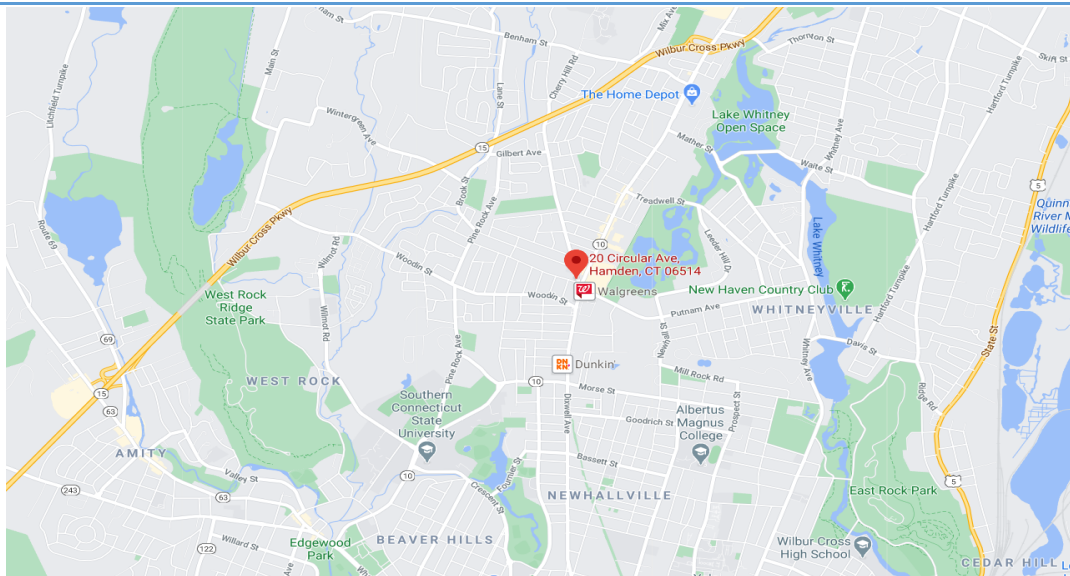 Benham St
Mix Ave
Wilbur Cross Pkwy
Thornton St
Skiff St
Main St
Lane St
Cherry Hill Rd
Litchfield Turnpike
Hartford Turnpike
The Home Depot
Lake Whitney
Open Space
Wintergreen Ave
Whitney Ave
Mather St
15
Gilbert Ave
Waite St
5
Brook St
Treadwell St
Hartford Turnpike
Pine Rock Ave
Route 69
Wilbur Cross Pkwy
Wilmot Rd
10
Leeder Hill Dr
Lake Whitney
Woodin St
20 Circular Ave,
Hamden, CT 06514
Walgreens
Woodin St
New Haven Country Club
WHITNEYVILLE
Putnam Ave
West Rock
Ridge
State Park
Wilmot Rd
Hartford Turnpike
State St
69
Pine Rock Ave
Newhall St
Whitney Ave
Davis St
DN
KN'
Dunkin'
Mill Rock Rd
WEST ROCK
10
Morse St
Ridge Rd
15
63
Southern
Connecticut
State
University
Dixwell Ave
Goodrich St
Albertus
Magnus
College
Prospect St
AMITY
Bassett St
Valley St
10
Fournier St
Crescent St
243
63
NEWHALLVILLE
East Rock Park
5
Willard St
122
Edgewood
Park
BEAVER HILLS
Wilbur Cross
High School
CEDAR HILL